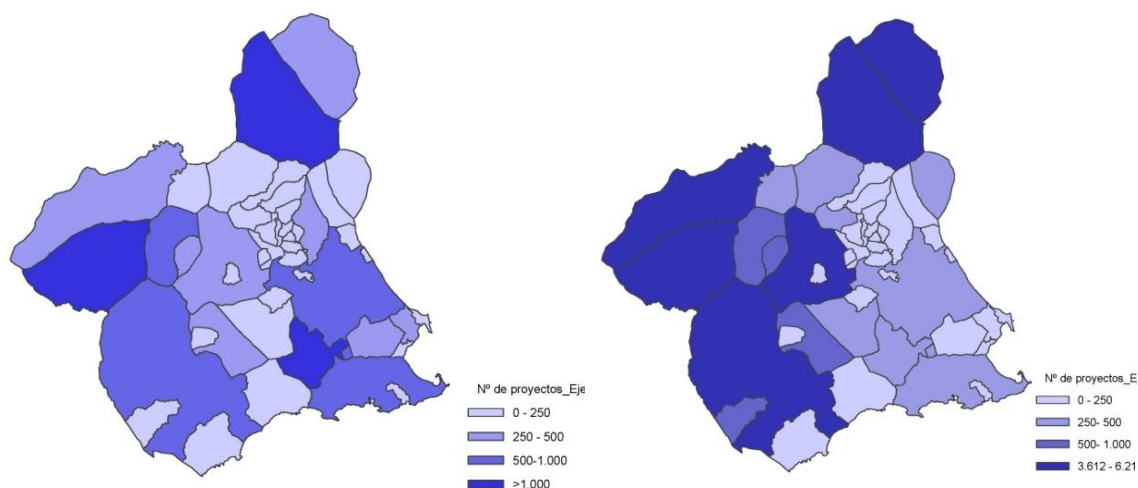 Nº de proyectos_Eje
0 - 250
250 - 500
500-1.000
>1.000
Nº de proyectos_E
0 - 250
250- 500
500- 1.000
3.612 - 6.21